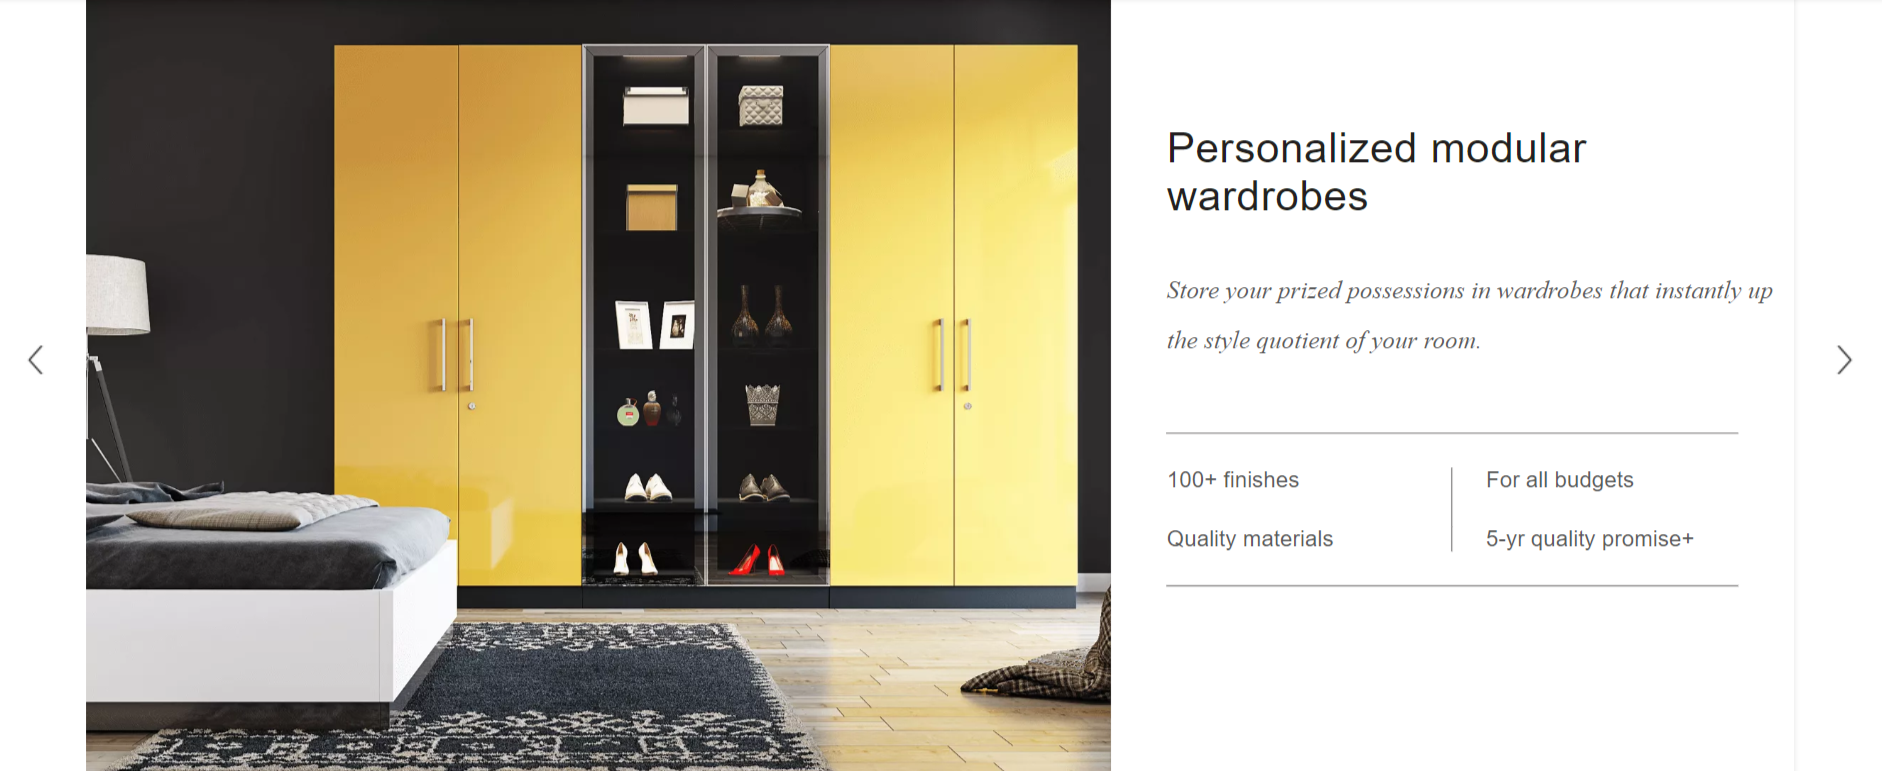 Personalized modular
wardrobes
Store your prized possessions in wardrobes that instantly up
the style quotient of your room.
100+ finishes
For all budgets
Quality materials
5-yr quality promise+